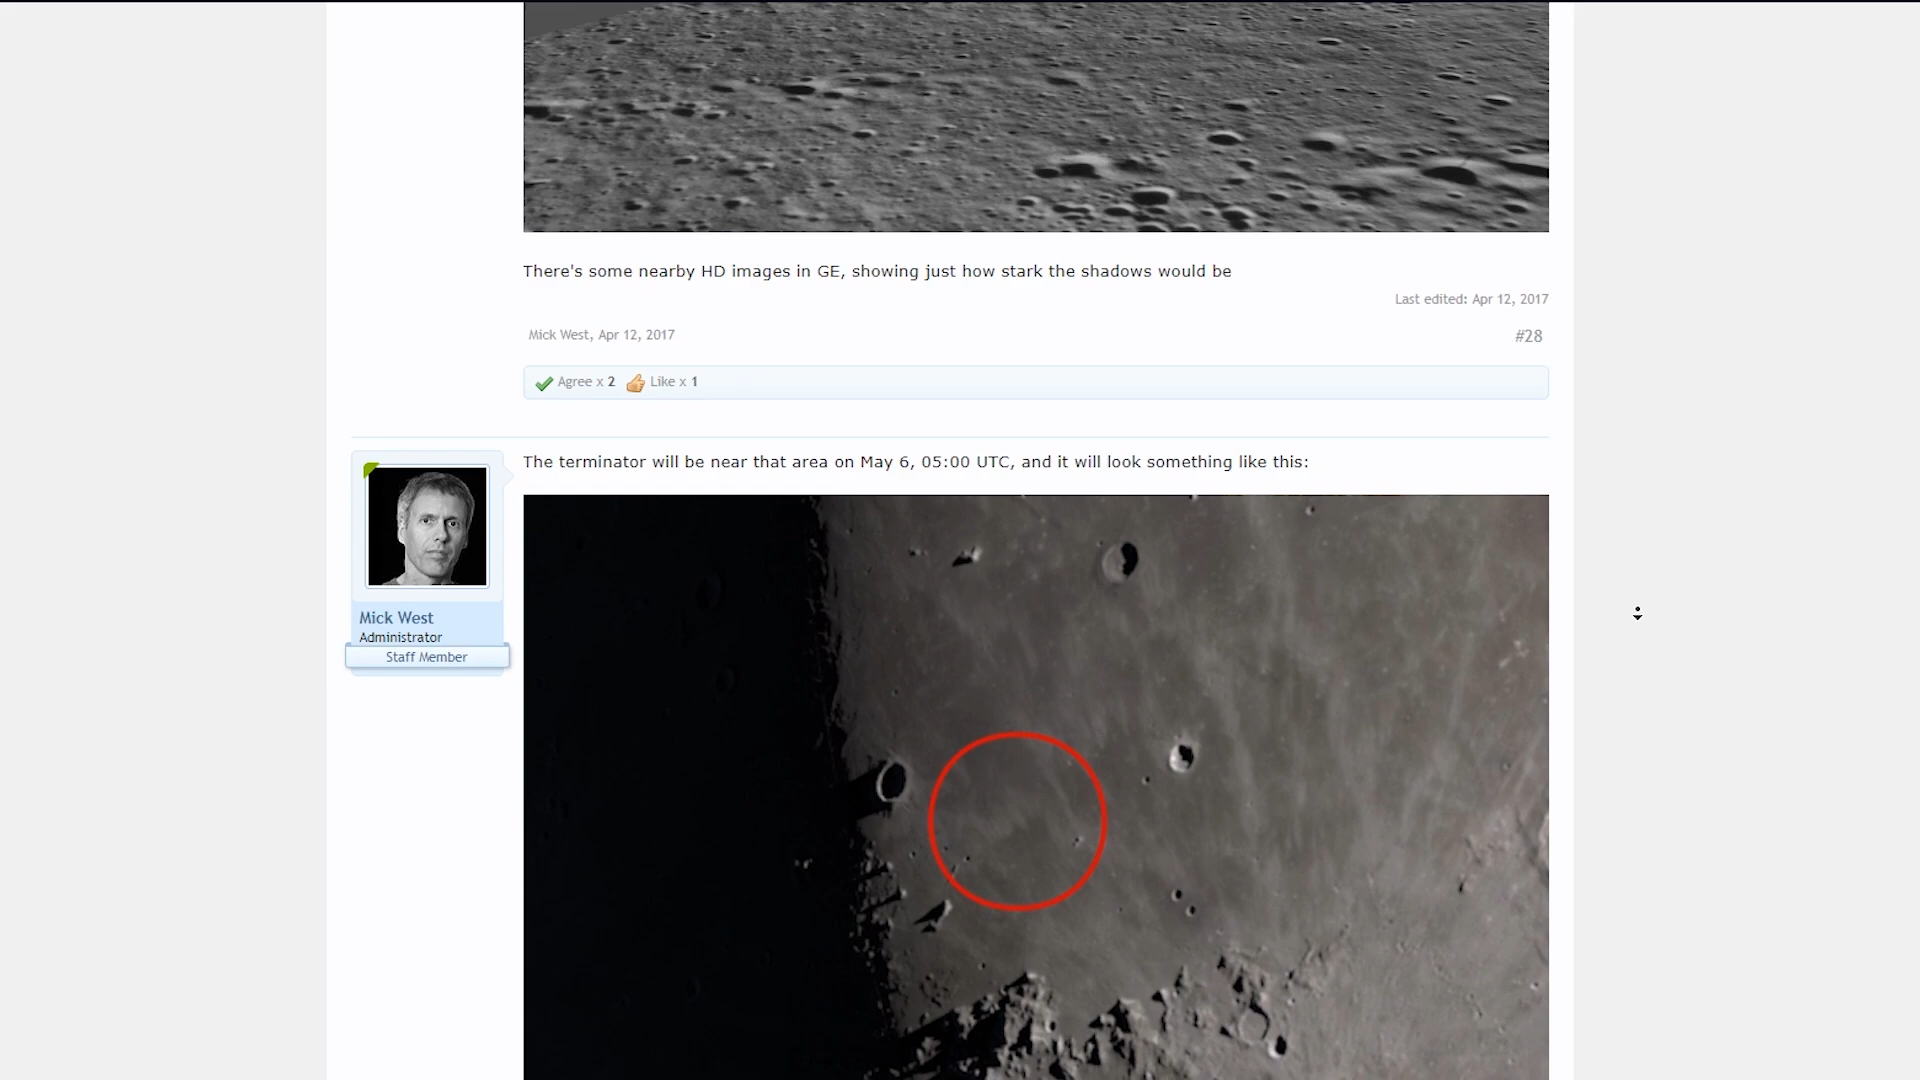 There's some nearby HD images in GE, showing just how stark the shadows would be
Last edited: Apr 12, 2017
Mick West, Apr 12, 2017
#28
Agree x 2 Like x 1
The terminator will be near that area on May 6, 05:00 UTC, and it will look something like this:
Mick West
Administrator
Staff Member